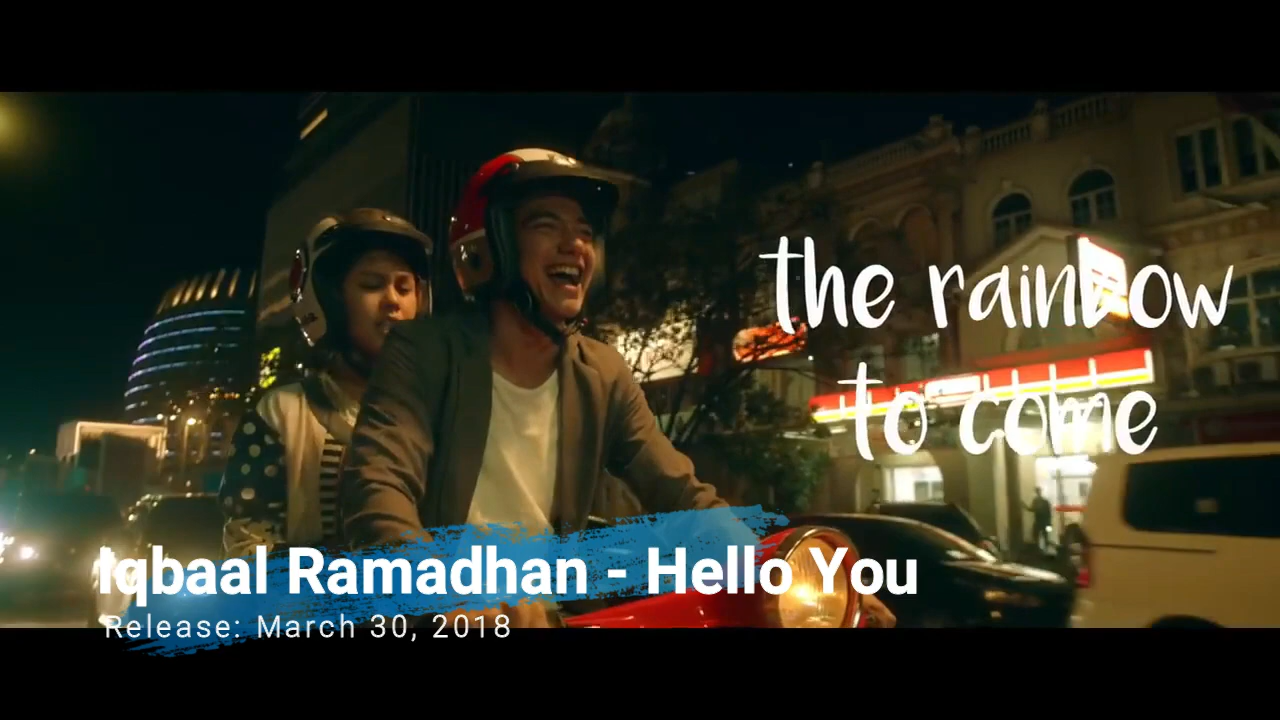 the rainbow
to come
Iqbaal Ramadhan - Hello You
Release: March 30, 2018